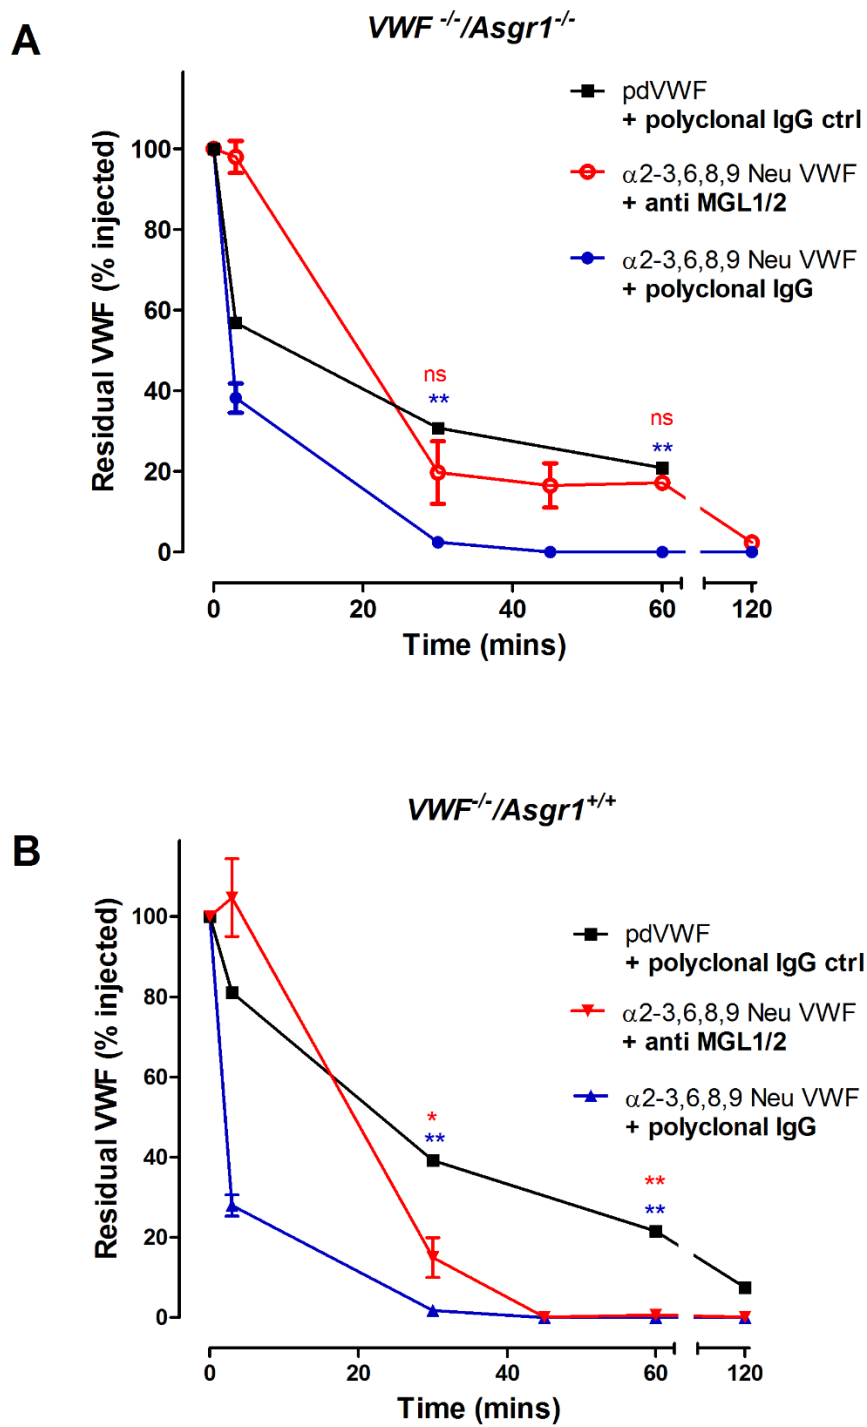 A
VWF -/-/Asgr1-/-
pdVWF
+ polyclonal IgG ctrl
α2-3,6,8,9 Neu VWF
+ anti MGL1/2
α2-3,6,8,9 Neu VWF
+ polyclonal IgG
Residual VWF (% injected)
100
80
60
40
20
0
ns
**
ns
**
0
20
40
60
120
Time (mins)
B
VWF-/-/Asgr1+/+
pdVWF
+ polyclonal IgG ctrl
α2-3,6,8,9 Neu VWF
+ anti MGL1/2
α2-3,6,8,9 Neu VWF
+ polyclonal IgG
Residual VWF (% injected)
100
80
60
40
20
0
*
**
**
**
0
20
40
60
120
Time (mins)